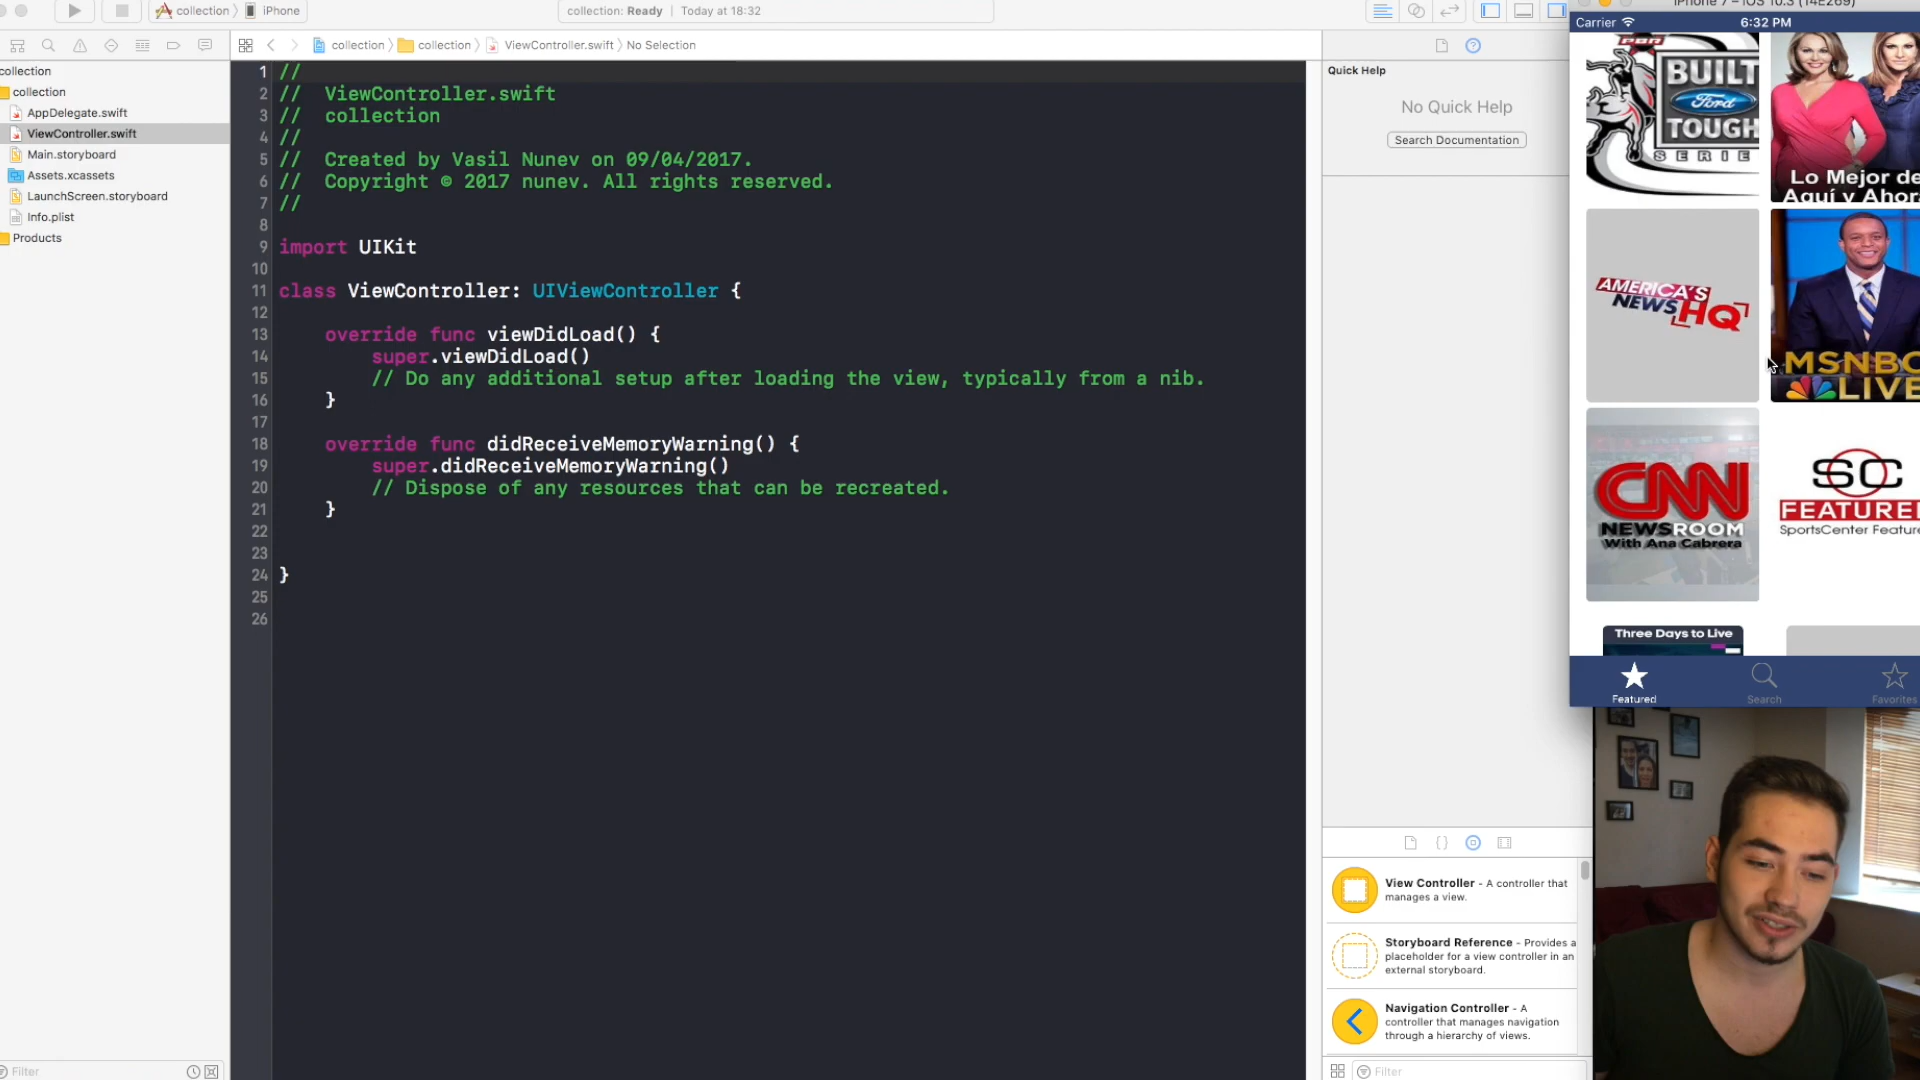 collection
iPhone
collection: Ready | Today at 18:32
iPhone 7 – iOS 10.3 (14E269)
collection
collection
AppDelegate.swift
ViewController.swift
Main.storyboard
Assets.xcassets
LaunchScreen.storyboard
Info.plist
Products
Filter
collection
collection
ViewController.swift
No Selection
1 //
2 //  ViewController.swift
3 //  collection
4 //
5 //  Created by Vasil Nunev on 09/04/2017.
6 //  Copyright © 2017 nunev. All rights reserved.
7 //
8
9 import UIKit
10
11 class ViewController: UIViewController {
12
13     override func viewDidLoad() {
14         super.viewDidLoad()
15         // Do any additional setup after loading the view, typically from a nib.
16     }
17
18     override func didReceiveMemoryWarning() {
19         super.didReceiveMemoryWarning()
20         // Dispose of any resources that can be recreated.
21     }
22
23
24 }
25
26
Quick Help
No Quick Help
Search Documentation
{ }
View Controller - A controller that
manages a view.
Storyboard Reference - Provides a
placeholder for a view controller in an
external storyboard.
Navigation Controller - A
controller that manages navigation
through a hierarchy of views.
Filter
Carrier
6:32 PM
PBR
BUILT
Ford
TOUGH
SERIE
Lo Mejor de
Aquí y Ahor
AMERICA'S
NEWS HQ
MSNBC
LIVE
CNN
NEWSROOM
With Ana Cabrera
SC
FEATURE
SportsCenter Feature
Three Days to Live
Featured
Search
Favorites